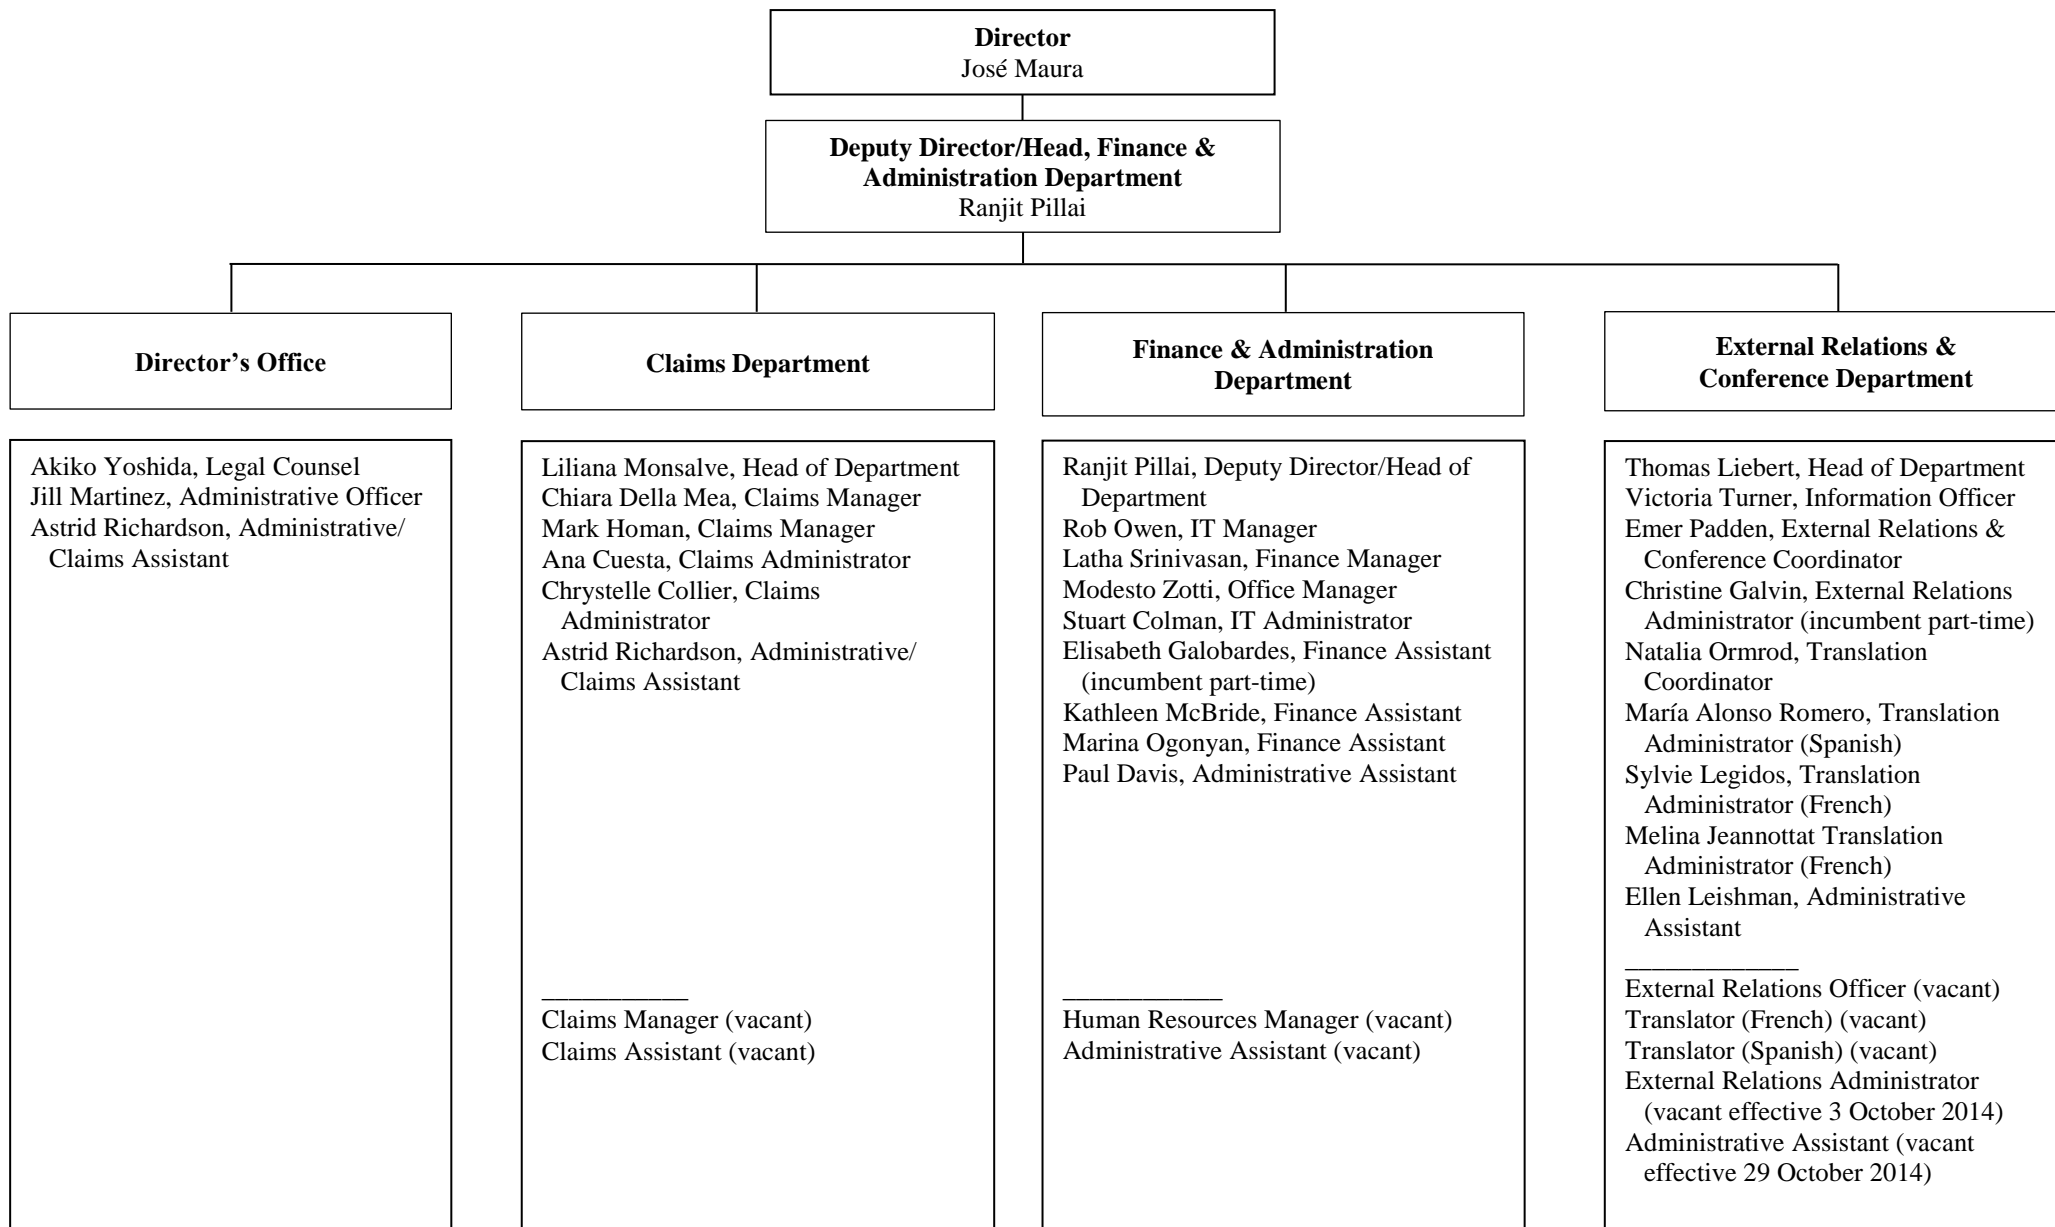 Director
José Maura
Deputy Director/Head, Finance &
Administration Department
Ranjit Pillai
Director’s Office
Akiko Yoshida, Legal Counsel
Jill Martinez, Administrative Officer
Astrid Richardson, Administrative/
Claims Assistant
Claims Department
Liliana Monsalve, Head of Department
Chiara Della Mea, Claims Manager
Mark Homan, Claims Manager
Ana Cuesta, Claims Administrator
Chrystelle Collier, Claims
Administrator
Astrid Richardson, Administrative/
Claims Assistant
Claims Manager (vacant)
Claims Assistant (vacant)
Finance & Administration
Department
Ranjit Pillai, Deputy Director/Head of
Department
Rob Owen, IT Manager
Latha Srinivasan, Finance Manager
Modesto Zotti, Office Manager
Stuart Colman, IT Administrator
Elisabeth Galobardes, Finance Assistant
(incumbent part-time)
Kathleen McBride, Finance Assistant
Marina Ogonyan, Finance Assistant
Paul Davis, Administrative Assistant
Human Resources Manager (vacant)
Administrative Assistant (vacant)
External Relations &
Conference Department
Thomas Liebert, Head of Department
Victoria Turner, Information Officer
Emer Padden, External Relations &
Conference Coordinator
Christine Galvin, External Relations
Administrator (incumbent part-time)
Natalia Ormrod, Translation
Coordinator
María Alonso Romero, Translation
Administrator (Spanish)
Sylvie Legidos, Translation
Administrator (French)
Melina Jeannottat Translation
Administrator (French)
Ellen Leishman, Administrative
Assistant
External Relations Officer (vacant)
Translator (French) (vacant)
Translator (Spanish) (vacant)
External Relations Administrator
(vacant effective 3 October 2014)
Administrative Assistant (vacant
effective 29 October 2014)